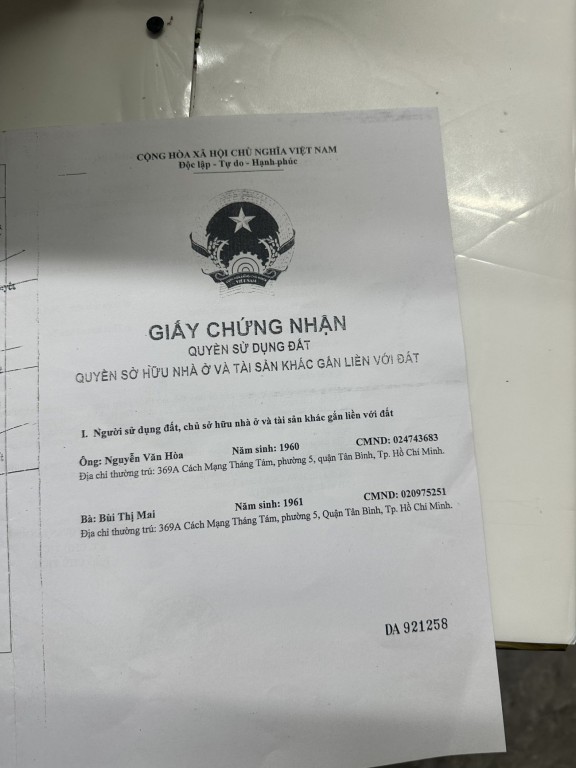 CỘNG HÒA XÃ HỘI CHỦ NGHĨA VIỆT NAM
Độc lập - Tự do - Hạnh phúc
VIỆT NAM
GIẤY CHỨNG NHẬN
QUYỀN SỬ DỤNG ĐẤT
QUYỀN SỞ HỮU NHÀ Ở VÀ TÀI SẢN KHÁC GẮN LIỀN VỚI ĐẤT
I. Người sử dụng đất, chủ sở hữu nhà ở và tài sản khác gắn liền với đất
Ông: Nguyễn Văn Hòa Năm sinh: 1960 CMND: 024743683
Địa chỉ thường trú: 369A Cách Mạng Tháng Tám, phường 5, quận Tân Bình, Tp. Hồ Chí Minh.
Bà: Bùi Thị Mai Năm sinh: 1961 CMND: 020975251
Địa chỉ thường trú: 369A Cách Mạng Tháng Tám, phường 5, Quận Tân Bình, Tp. Hồ Chí Minh.
DA 921258